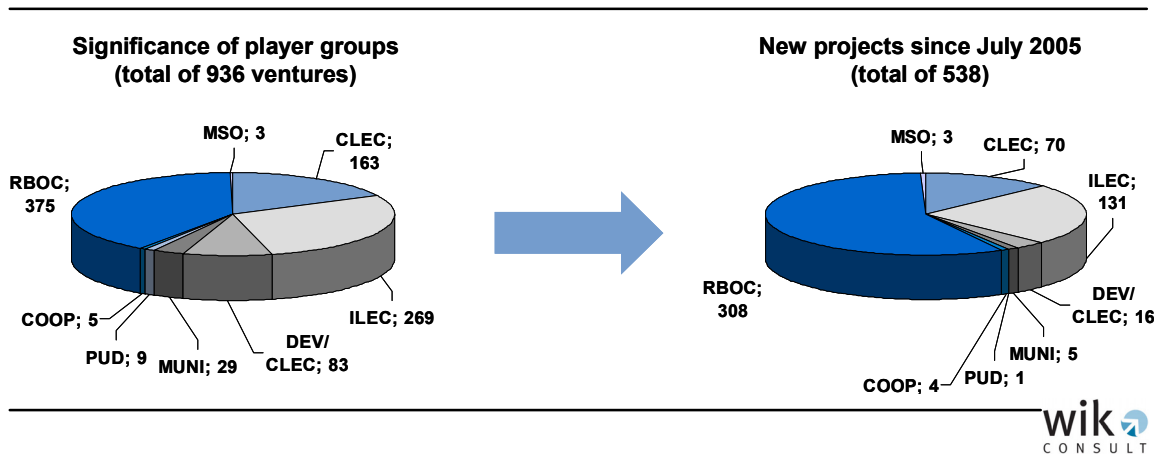 Significance of player groups
(total of 936 ventures)
MSO; 3
CLEC;
163
RBOC;
375
ILEC; 269
DEV/
CLEC; 83
MUNI; 29
PUD; 9
COOP; 5
New projects since July 2005
(total of 538)
MSO; 3
CLEC; 70
ILEC;
131
RBOC;
308
DEV/
CLEC; 16
MUNI; 5
PUD; 1
COOP; 4
wik
CONSULT